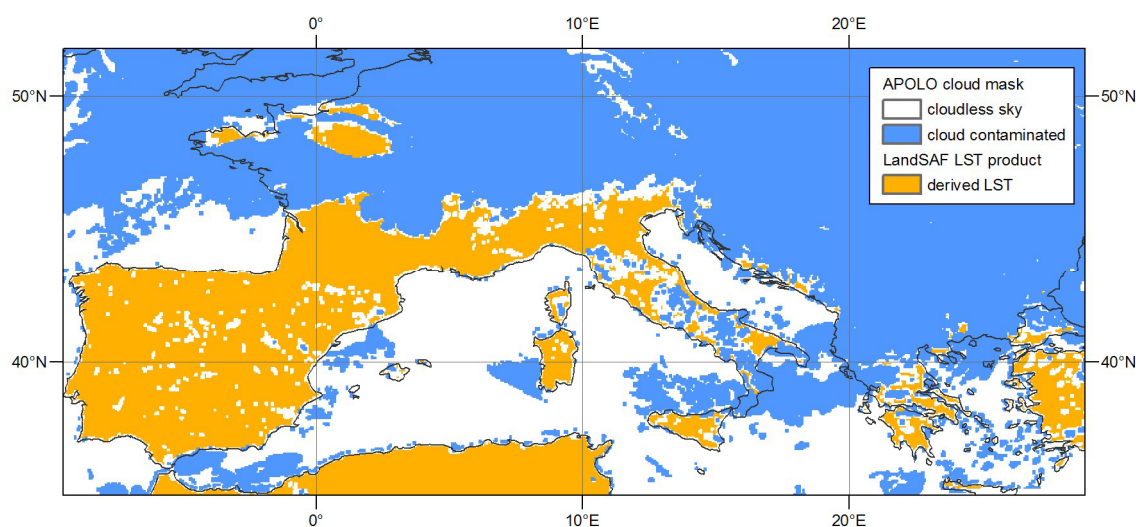 0° 10°E 20°E
50°N 50°N
APOLO cloud mask
cloudless sky
cloud contaminated
LandSAF LST product
derived LST
40°N 40°N
0° 10°E 20°E